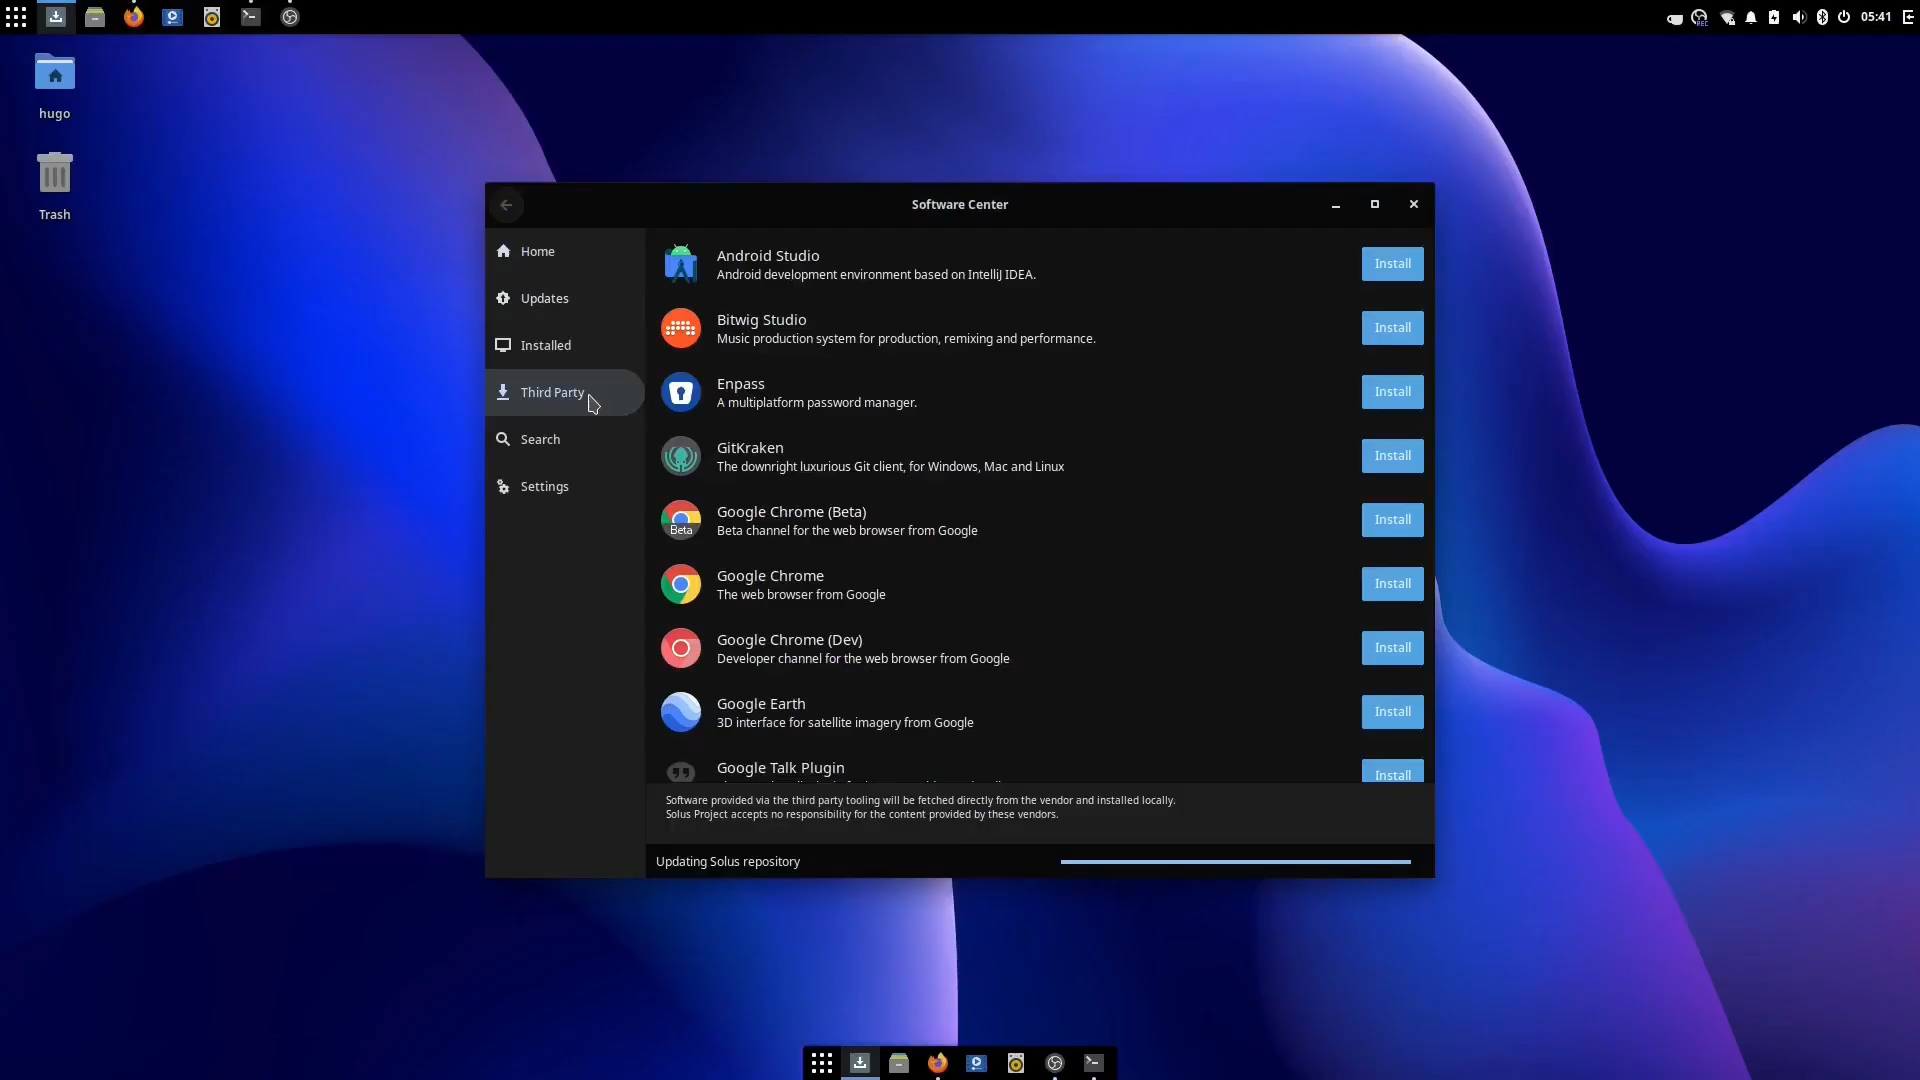 05:41
hugo
Trash
Software Center
Home
Updates
Installed
Third Party
Search
Settings
Android Studio
Android development environment based on IntelliJ IDEA.
Install
Bitwig Studio
Music production system for production, remixing and performance.
Install
Enpass
A multiplatform password manager.
Install
GitKraken
The downright luxurious Git client, for Windows, Mac and Linux
Install
Beta
Google Chrome (Beta)
Beta channel for the web browser from Google
Install
Google Chrome
The web browser from Google
Install
Google Chrome (Dev)
Developer channel for the web browser from Google
Install
Google Earth
3D interface for satellite imagery from Google
Install
Google Talk Plugin
Install
Software provided via the third party tooling will be fetched directly from the vendor and installed locally.
Solus Project accepts no responsibility for the content provided by these vendors.
Updating Solus repository